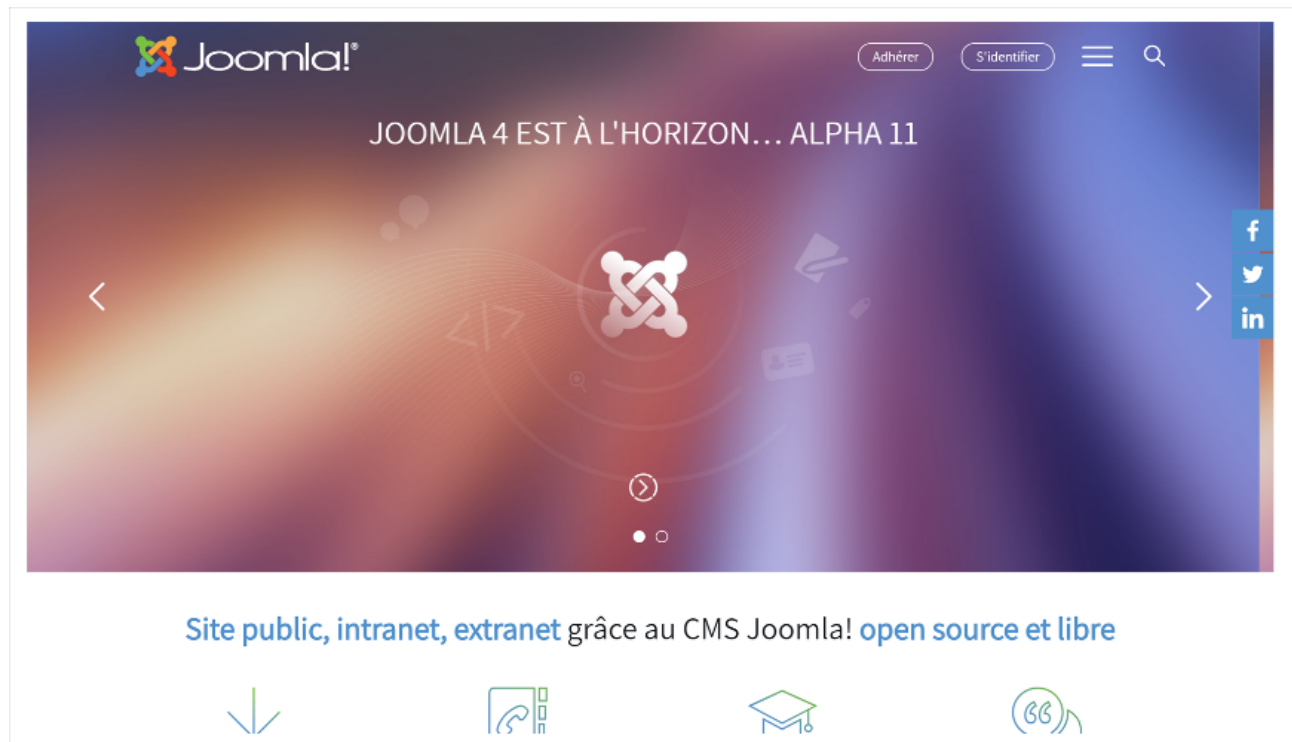 Joomla!®
Adhérer
S'identifier
JOOMLA 4 EST À L'HORIZON... ALPHA 11
Site public, intranet, extranet grâce au CMS Joomla! open source et libre